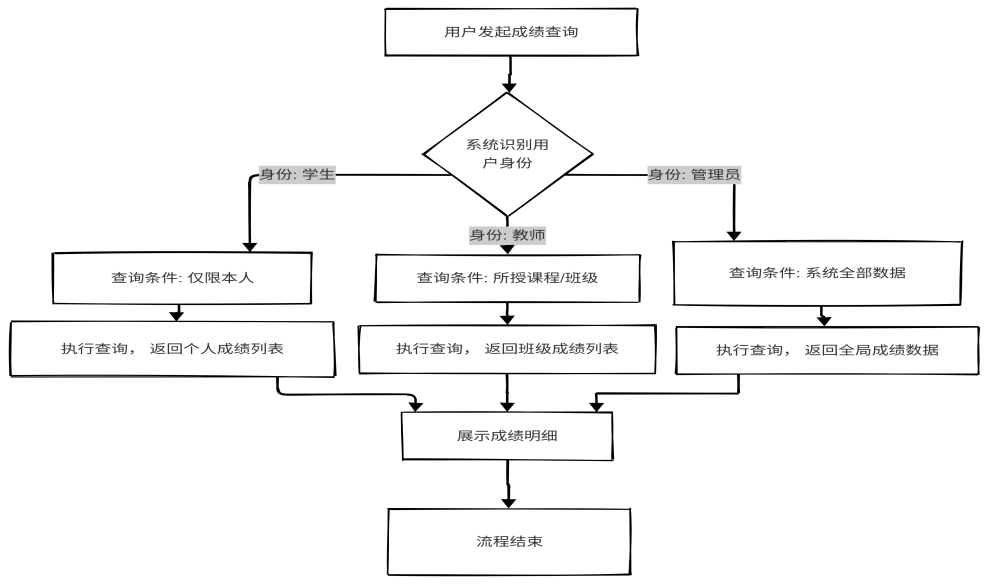 用户发起成绩查询
系统识别用
户身份
身份: 学生
身份: 管理员
身份: 教师
查询条件: 仅限本人
查询条件: 所授课程/班级
查询条件: 系统全部数据
执行查询， 返回个人成绩列表
执行查询， 返回班级成绩列表
执行查询， 返回全局成绩数据
展示成绩明细
流程结束